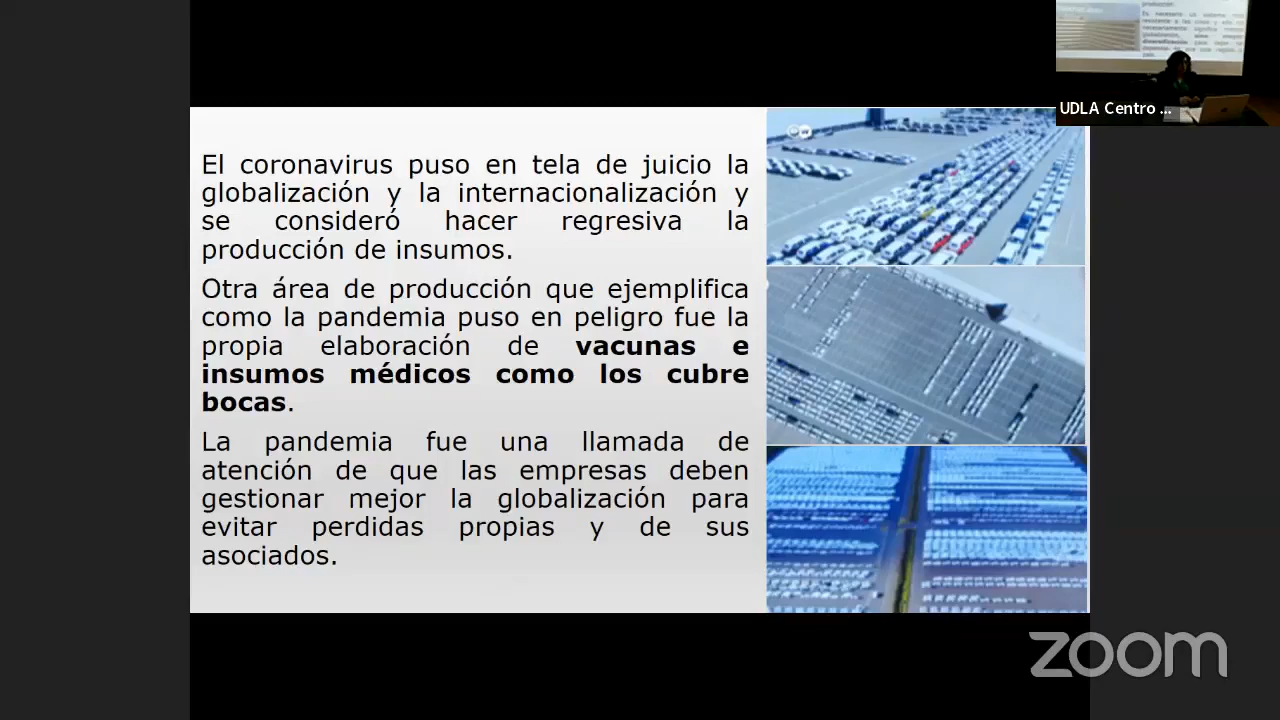 producción.
UDLA Centro ...
El coronavirus puso en tela de juicio la
globalización y la internacionalización y
se consideró hacer regresiva la
producción de insumos.
Otra área de producción que ejemplifica
como la pandemia puso en peligro fue la
propia elaboración de vacunas e
insumos médicos como los cubre
bocas.
La pandemia fue una llamada de
atención de que las empresas deben
gestionar mejor la globalización para
evitar perdidas propias y de sus
asociados.
zoom